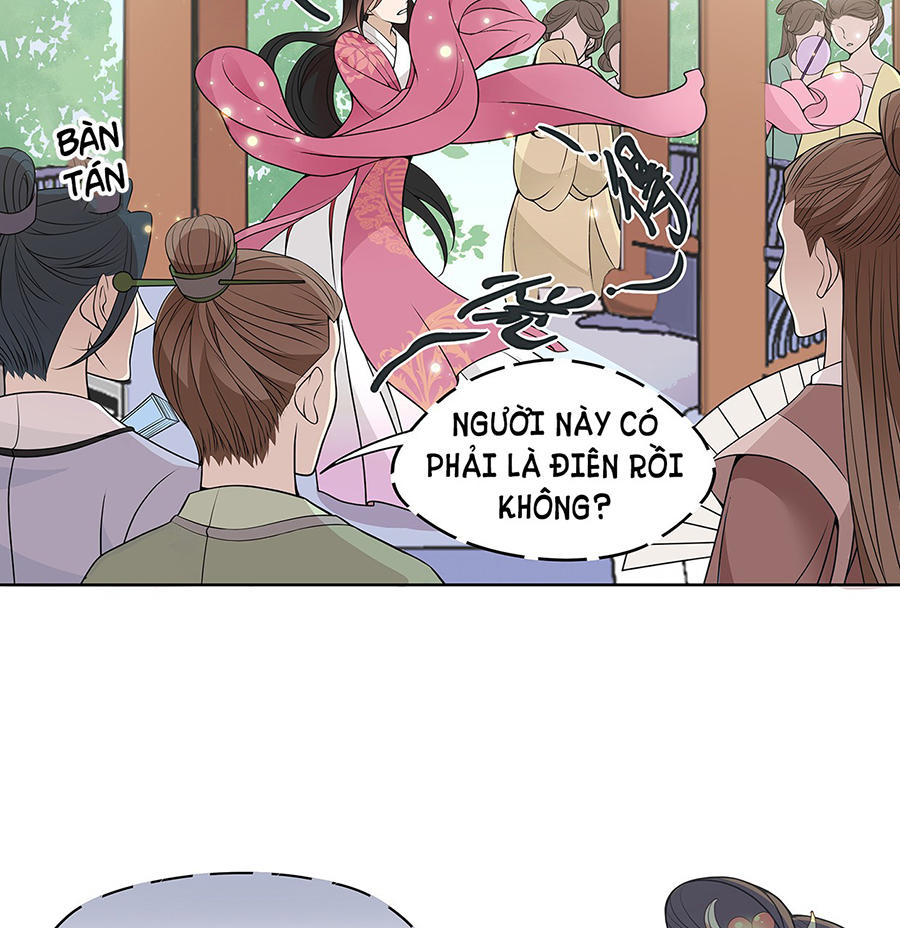 BÀN
TÁN
NGƯỜI NÀY CÓ
PHẢI LÀ ĐIÊN RỒI
KHÔNG?